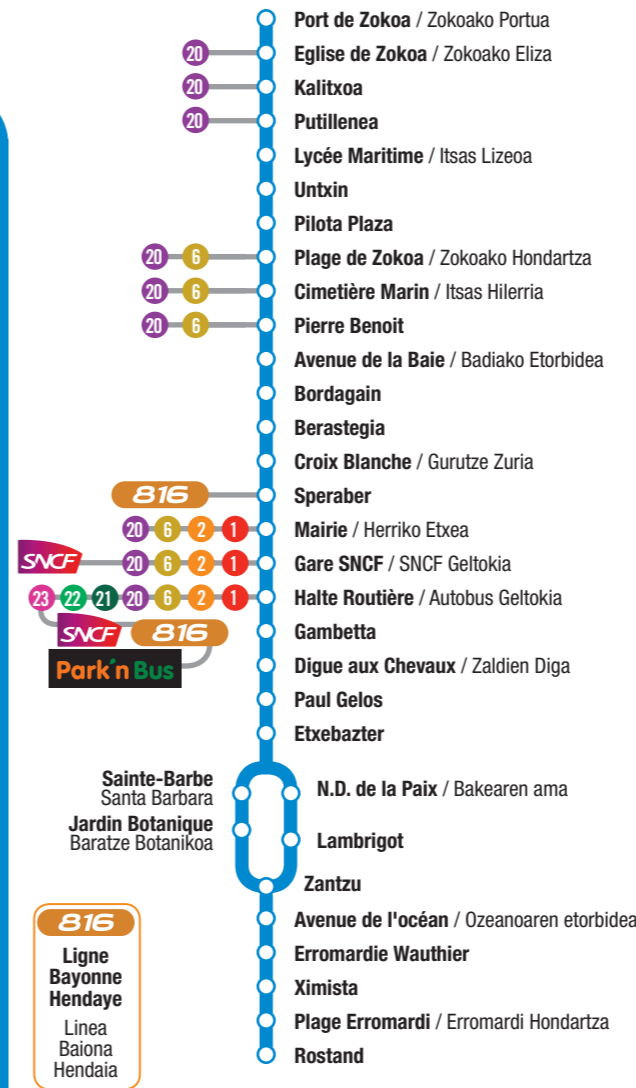 Port de Zokoa / Zokoako Portua
20 Eglise de Zokoa / Zokoako Eliza
20 Kalitxoa
20 Putillenea
Lycée Maritime / Itsas Lizeoa
Untxin
Pilota Plaza
20 6 Plage de Zokoa / Zokoako Hondartza
20 6 Cimetière Marin / Itsas Hilerria
20 6 Pierre Benoit
Avenue de la Baie / Badiako Etorbidea
Bordagain
Berastegia
Croix Blanche / Gurutze Zuria
816 Speraber
20 6 2 1 Mairie / Herriko Etxea
SNCF 20 6 2 1 Gare SNCF / SNCF Geltokia
23 22 21 20 6 2 1 Halte Routière / Autobus Geltokia
SNCF 816 Gambetta
Park'n Bus Digue aux Chevaux / Zaldien Diga
Paul Gelos
Etxebazter
Sainte-Barbe
Santa Barbara
N.D. de la Paix / Bakearen ama
Jardin Botanique
Baratze Botanikoa
Lambrigot
Zantzu
Avenue de l'océan / Ozeanoaren etorbidea
Erromardie Wauthier
Ximista
Plage Erromardi / Erromardi Hondartza
Rostand
816
Ligne
Bayonne
Hendaye
Linea
Baiona
Hendaia